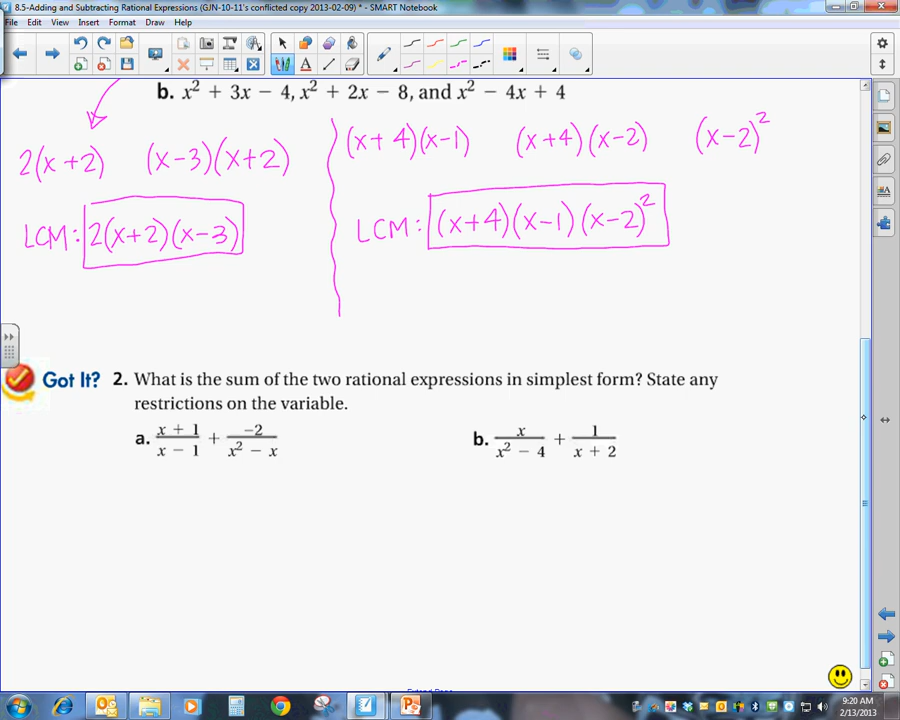 8.5-Adding and Subtracting Rational Expressions (GJN-10-11's conflicted copy 2013-02-09) * - SMART Notebook
File Edit View Insert Format Draw Help
b. x² + 3x − 4, x² + 2x − 8, and x² − 4x + 4
2(x+2) (x-3)(x+2) (x+4)(x-1) (x+4)(x-2) (x-2)²
LCM: 2(x+2)(x-3) LCM: (x+4)(x-1)(x-2)²
Got It? 2. What is the sum of the two rational expressions in simplest form? State any
restrictions on the variable.
a. (x + 1)/(x − 1) + −2/(x² − x) b. x/(x² − 4) + 1/(x + 2)
9:20 AM
2/13/2013